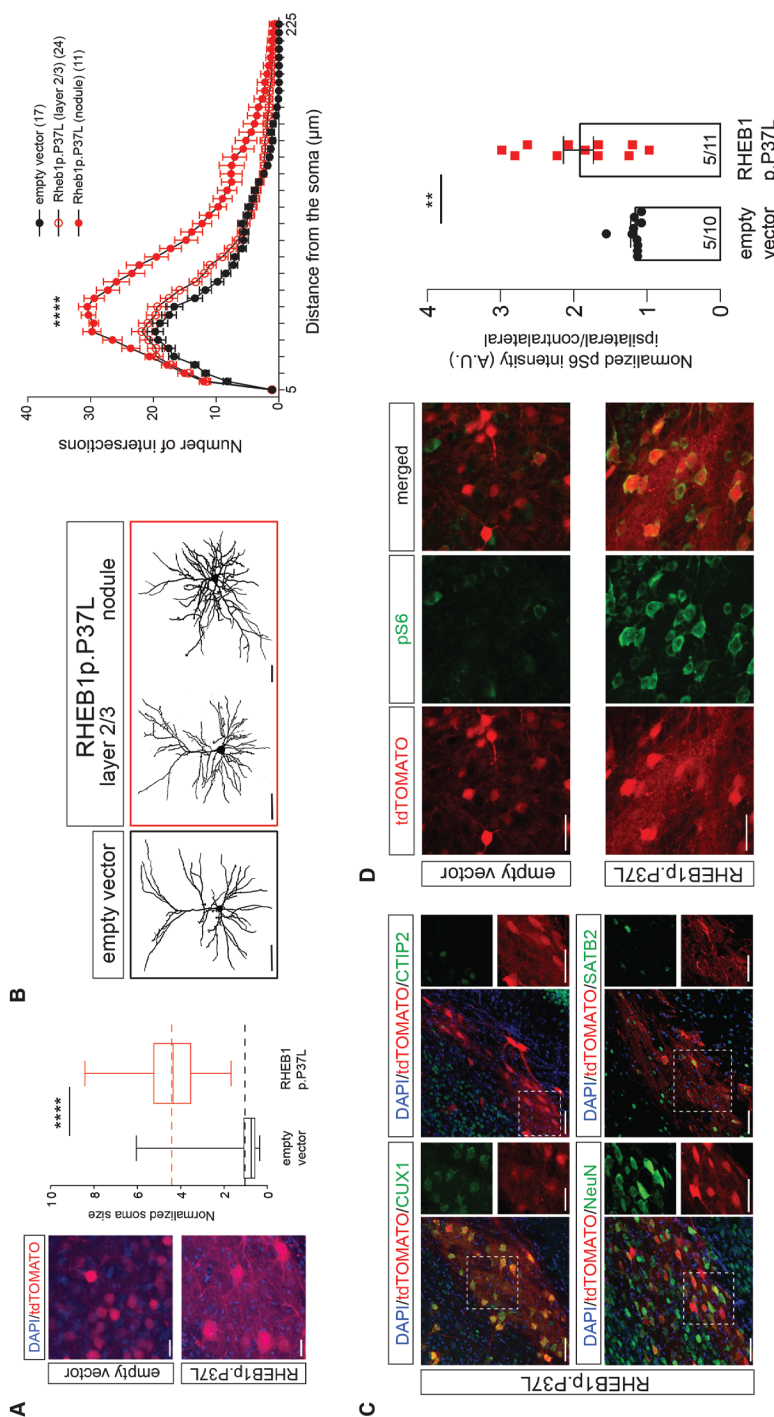 A
DAPI/tdTOMATO
empty vector
RHEB1p.P37L
Normalized soma size
10
8
6
4
2
0
****
empty
vector
RHEB1
p.P37L
B
empty vector
RHEB1p.P37L
layer 2/3
nodule
Number of intersections
40
30
20
10
0
****
empty vector (17)
Rheb1p.P37L (layer 2/3) (24)
Rheb1p.P37L (nodule) (11)
5
225
Distance from the soma (µm)
C
RHEB1p.P37L
DAPI/tdTOMATO/CUX1
DAPI/tdTOMATO/CTIP2
DAPI/tdTOMATO/NeuN
DAPI/tdTOMATO/SATB2
D
tdTOMATO
pS6
merged
empty vector
RHEB1p.P37L
Normalized pS6 intensity (A.U.)
ipsilateral/contralateral
4
3
2
1
0
**
5/10
5/11
empty
vector
RHEB1
p.P37L